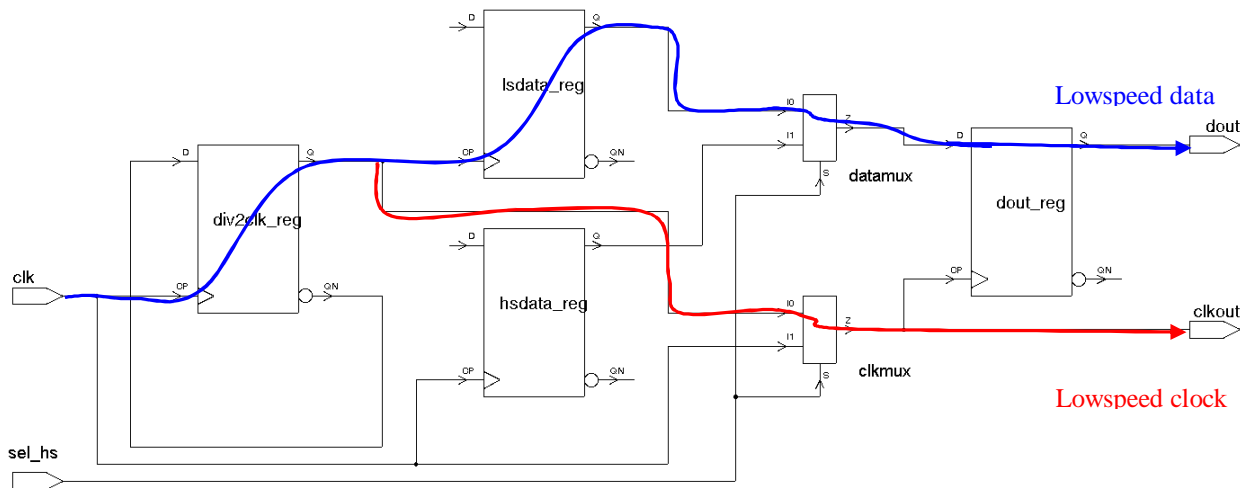 D
Q
lsdata_reg
CP
QN
Lowspeed data
I0
I1
Z
S
datamux
D
Q
dout
dout_reg
CP
QN
D
Q
div2clk_reg
clk
CP
QN
D
Q
hsdata_reg
CP
QN
I0
I1
Z
S
clkmux
clkout
Lowspeed clock
sel_hs